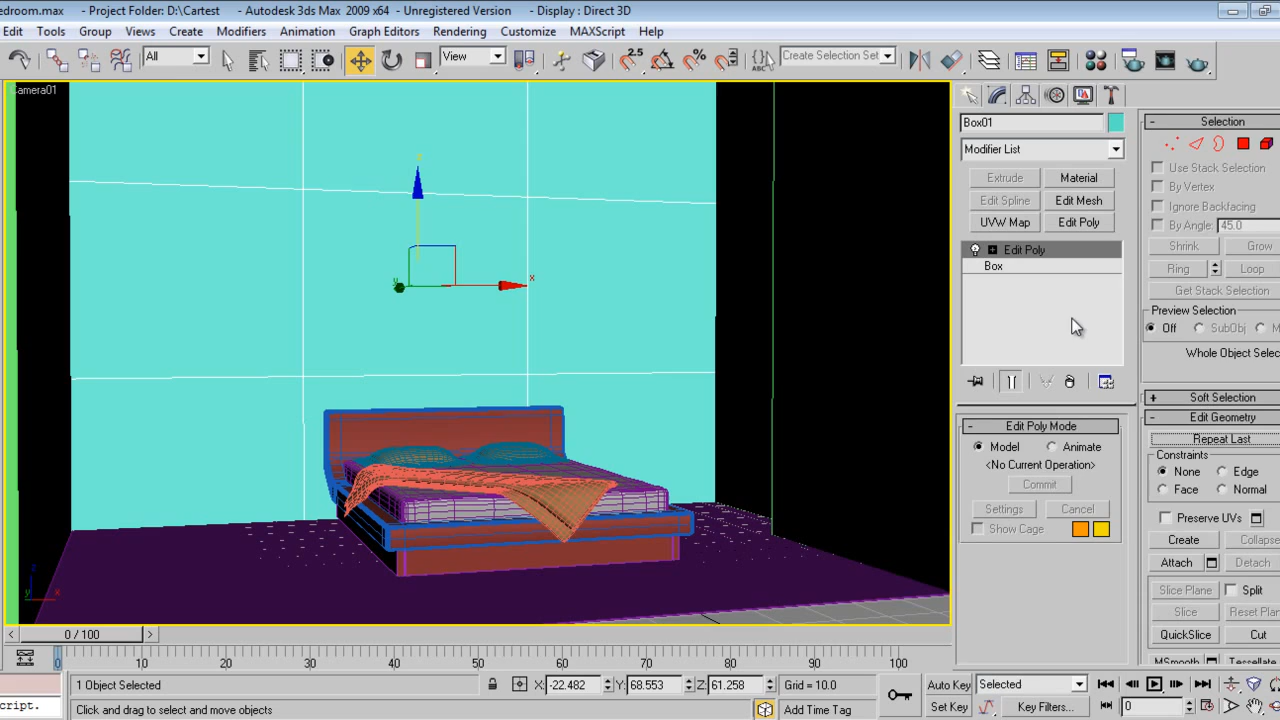 edroom.max - Project Folder: D:\Cartest - Autodesk 3ds Max 2009 x64 - Unregistered Version - Display : Direct 3D
Edit Tools Group Views Create Modifiers Animation Graph Editors Rendering Customize MAXScript Help
All View 2.5 Create Selection Set
Camera01
z
x
y
Box01
Modifier List
Extrude Material
Edit Spline Edit Mesh
UVW Map Edit Poly
Edit Poly
Box
Edit Poly Mode
Model Animate
<No Current Operation>
Commit
Settings Cancel
Show Cage
Selection
Use Stack Selection
By Vertex
Ignore Backfacing
By Angle: 45.0
Shrink Grow
Ring Loop
Get Stack Selection
Preview Selection
Off SubObj M
Whole Object Selec
Soft Selection
Edit Geometry
Repeat Last
Constraints
None Edge
Face Normal
Preserve UVs
Create Collapse
Attach Detach
Slice Plane Split
Slice Reset Plan
QuickSlice Cut
MSmooth Tessellate
z
y x
< 0 / 100 >
0 10 20 30 40 50 60 70 80 90 100
1 Object Selected X: -22.482 Y: 68.553 Z: 61.258 Grid = 10.0 Auto Key Selected
cript. Click and drag to select and move objects Add Time Tag Set Key Key Filters... 0